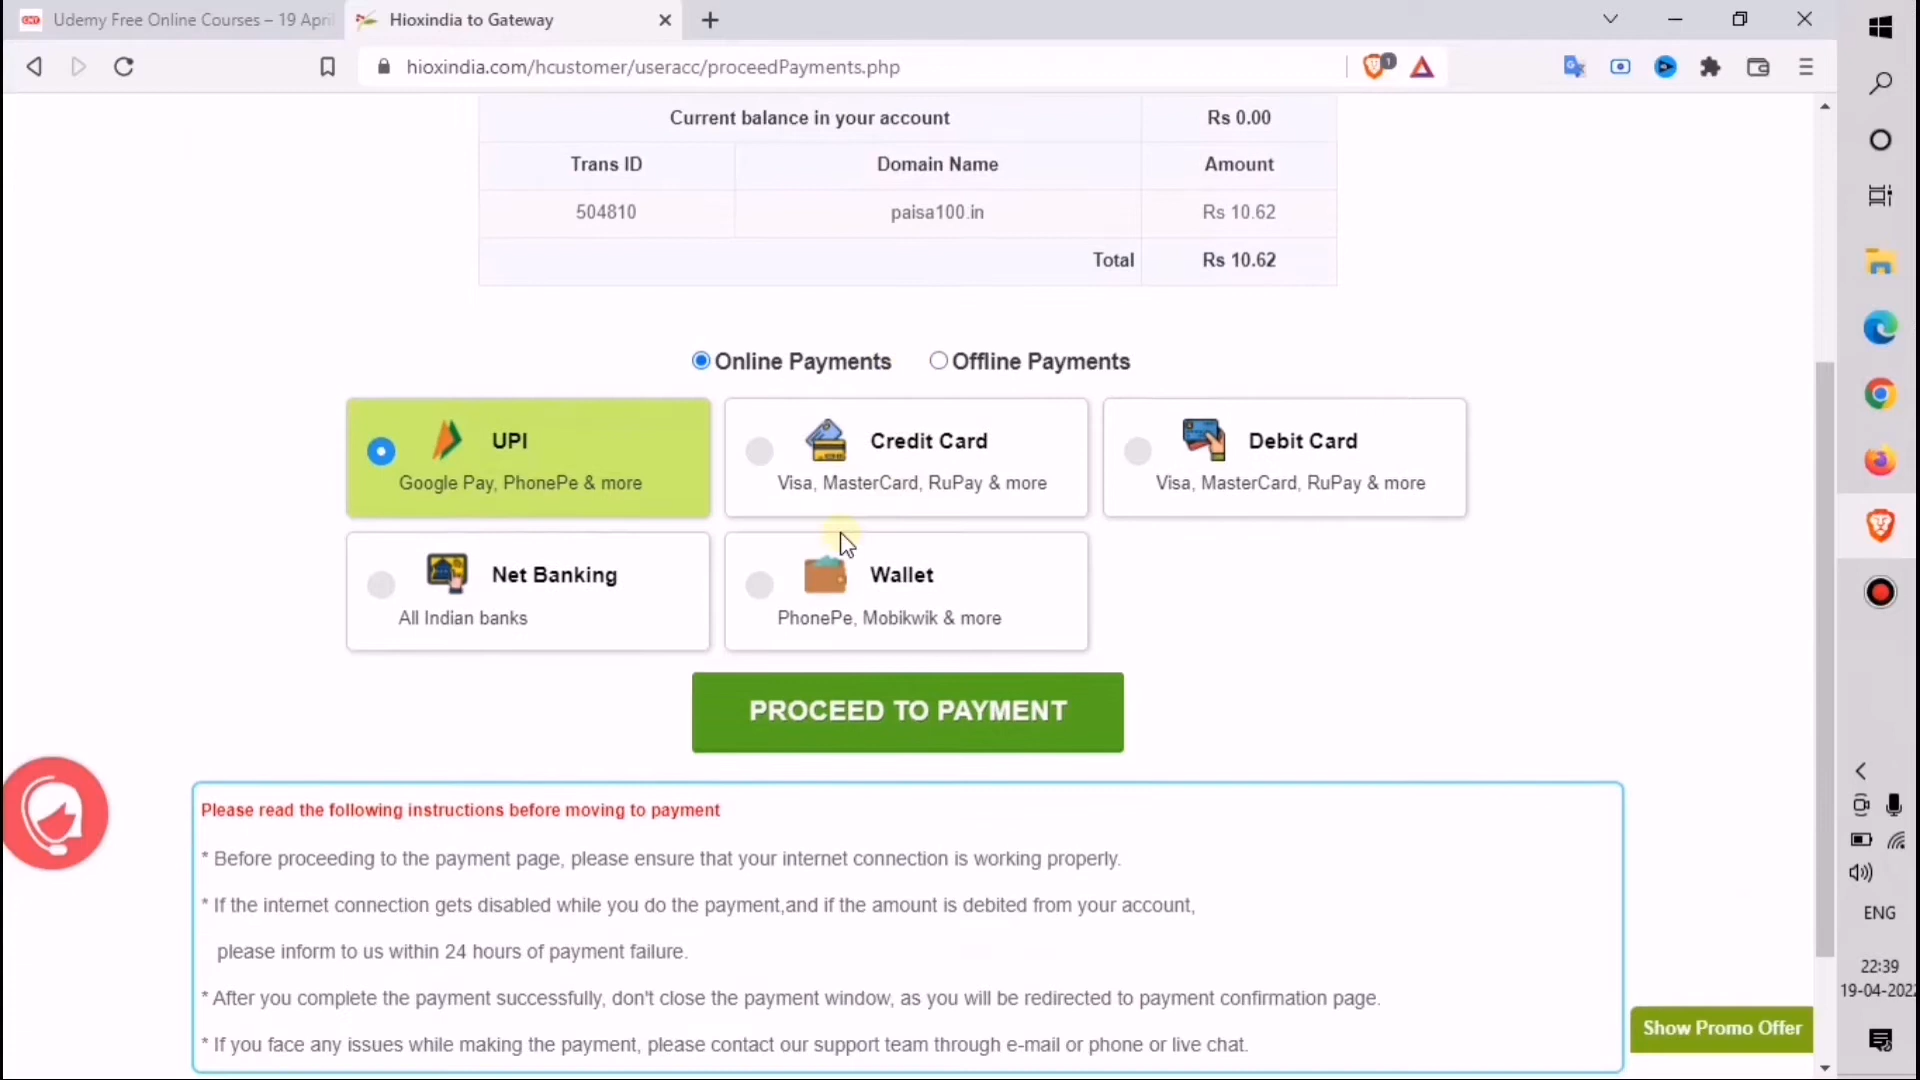 Udemy Free Online Courses – 19 April
Hioxindia to Gateway
hioxindia.com/hcustomer/useracc/proceedPayments.php
1
Current balance in your account Rs 0.00
Trans ID Domain Name Amount
504810 paisa100.in Rs 10.62
Total Rs 10.62
Online Payments Offline Payments
UPI
Google Pay, PhonePe & more
Credit Card
Visa, MasterCard, RuPay & more
Debit Card
Visa, MasterCard, RuPay & more
Net Banking
All Indian banks
Wallet
PhonePe, Mobikwik & more
PROCEED TO PAYMENT
Please read the following instructions before moving to payment
* Before proceeding to the payment page, please ensure that your internet connection is working properly.
* If the internet connection gets disabled while you do the payment,and if the amount is debited from your account,
please inform to us within 24 hours of payment failure.
* After you complete the payment successfully, don't close the payment window, as you will be redirected to payment confirmation page.
* If you face any issues while making the payment, please contact our support team through e-mail or phone or live chat.
Show Promo Offer
ENG
22:39
19-04-2022